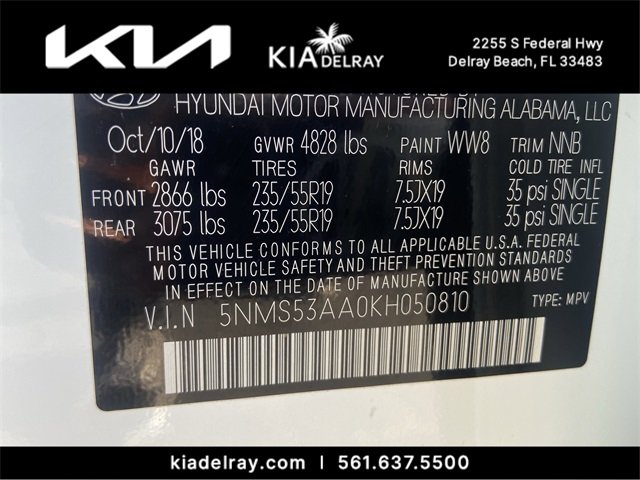 KIA
KIA DELRAY
2255 S Federal Hwy
Delray Beach, FL 33483
HYUNDAI MOTOR MANUFACTURING ALABAMA, LLC
Oct/10/18 GVWR 4828 lbs PAINT WW8 TRIM NNB
GAWR TIRES RIMS COLD TIRE INFL
FRONT 2866 lbs 235/55R19 7.5JX19 35 psi SINGLE
REAR 3075 lbs 235/55R19 7.5JX19 35 psi SINGLE
THIS VEHICLE CONFORMS TO ALL APPLICABLE U.S.A. FEDERAL
MOTOR VEHICLE SAFETY AND THEFT PREVENTION STANDARDS
IN EFFECT ON THE DATE OF MANUFACTURE SHOWN ABOVE.
V.I.N 5NMS53AA0KH050810 TYPE: MPV
kiadelray.com | 561.637.5500